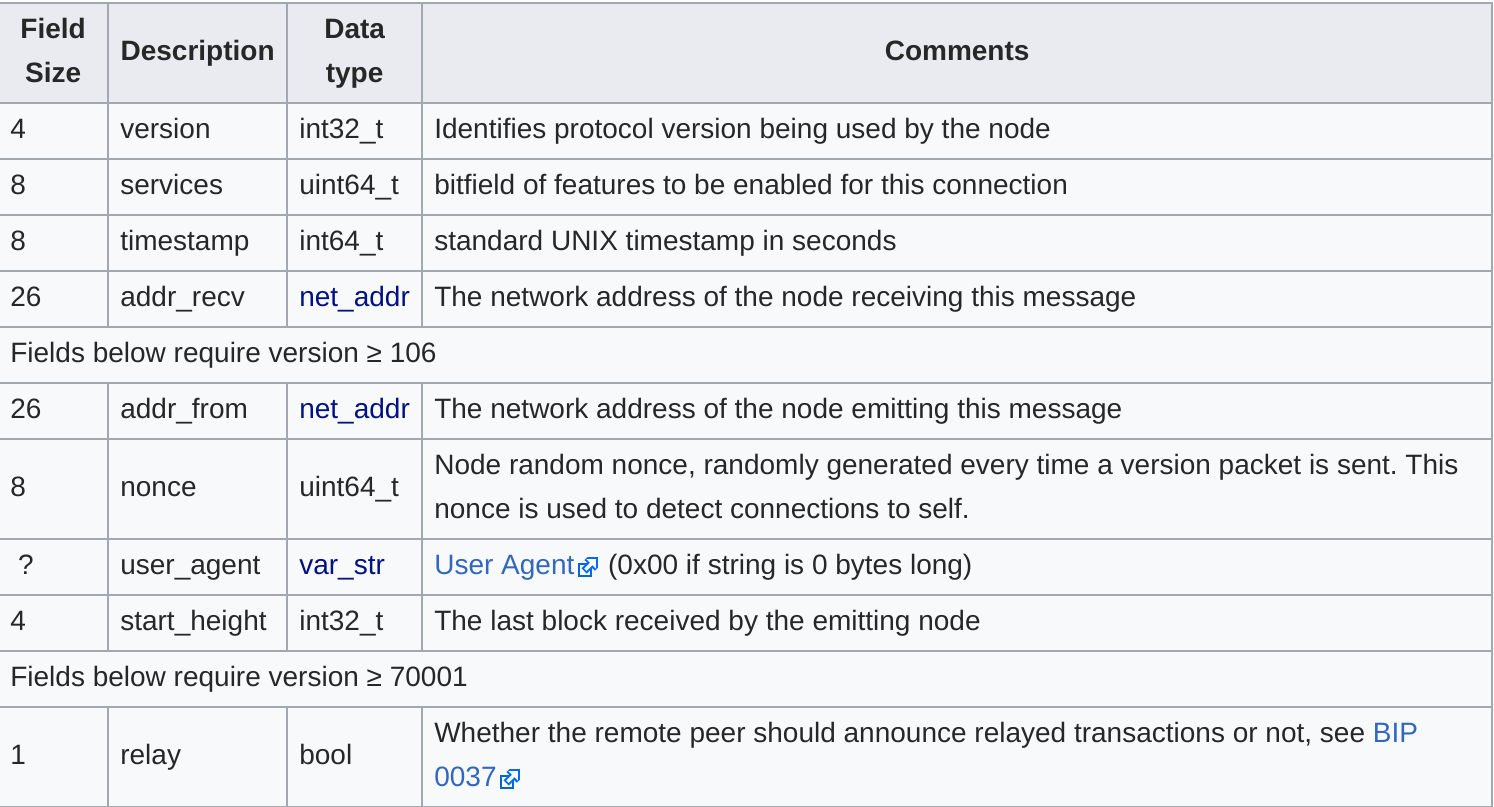 Field Size Description Data type Comments
4 version int32_t Identifies protocol version being used by the node
8 services uint64_t bitfield of features to be enabled for this connection
8 timestamp int64_t standard UNIX timestamp in seconds
26 addr_recv net_addr The network address of the node receiving this message
Fields below require version ≥ 106
26 addr_from net_addr The network address of the node emitting this message
8 nonce uint64_t Node random nonce, randomly generated every time a version packet is sent. This
nonce is used to detect connections to self.
? user_agent var_str User Agent (0x00 if string is 0 bytes long)
4 start_height int32_t The last block received by the emitting node
Fields below require version ≥ 70001
1 relay bool Whether the remote peer should announce relayed transactions or not, see BIP
0037